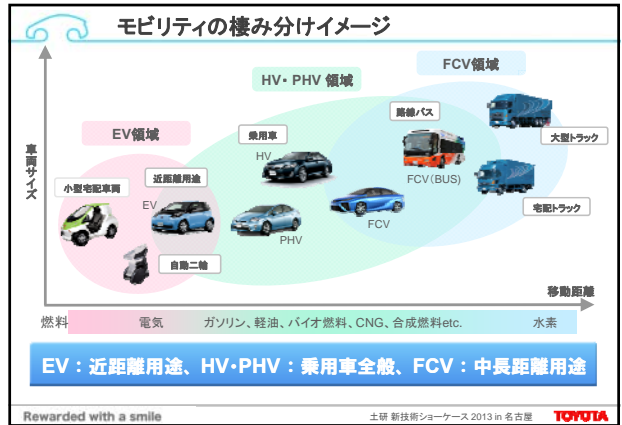 モビリティの棲み分けイメージ
FCV領域
HV・PHV 領域
EV領域
車両サイズ
路線バス
大型トラック
乗用車
HV
近距離用途
小型宅配車両
EV
FCV(BUS)
宅配トラック
FCV
PHV
自動二輪
移動距離
燃料
電気
ガソリン、軽油、バイオ燃料、CNG、合成燃料etc.
水素
EV：近距離用途、HV・PHV：乗用車全般、FCV：中長距離用途
Rewarded with a smile
土研 新技術ショーケース 2013 in 名古屋
TOYOTA